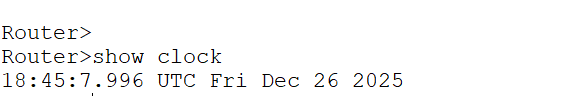 Router>
Router>show clock
18:45:7.996 UTC Fri Dec 26 2025